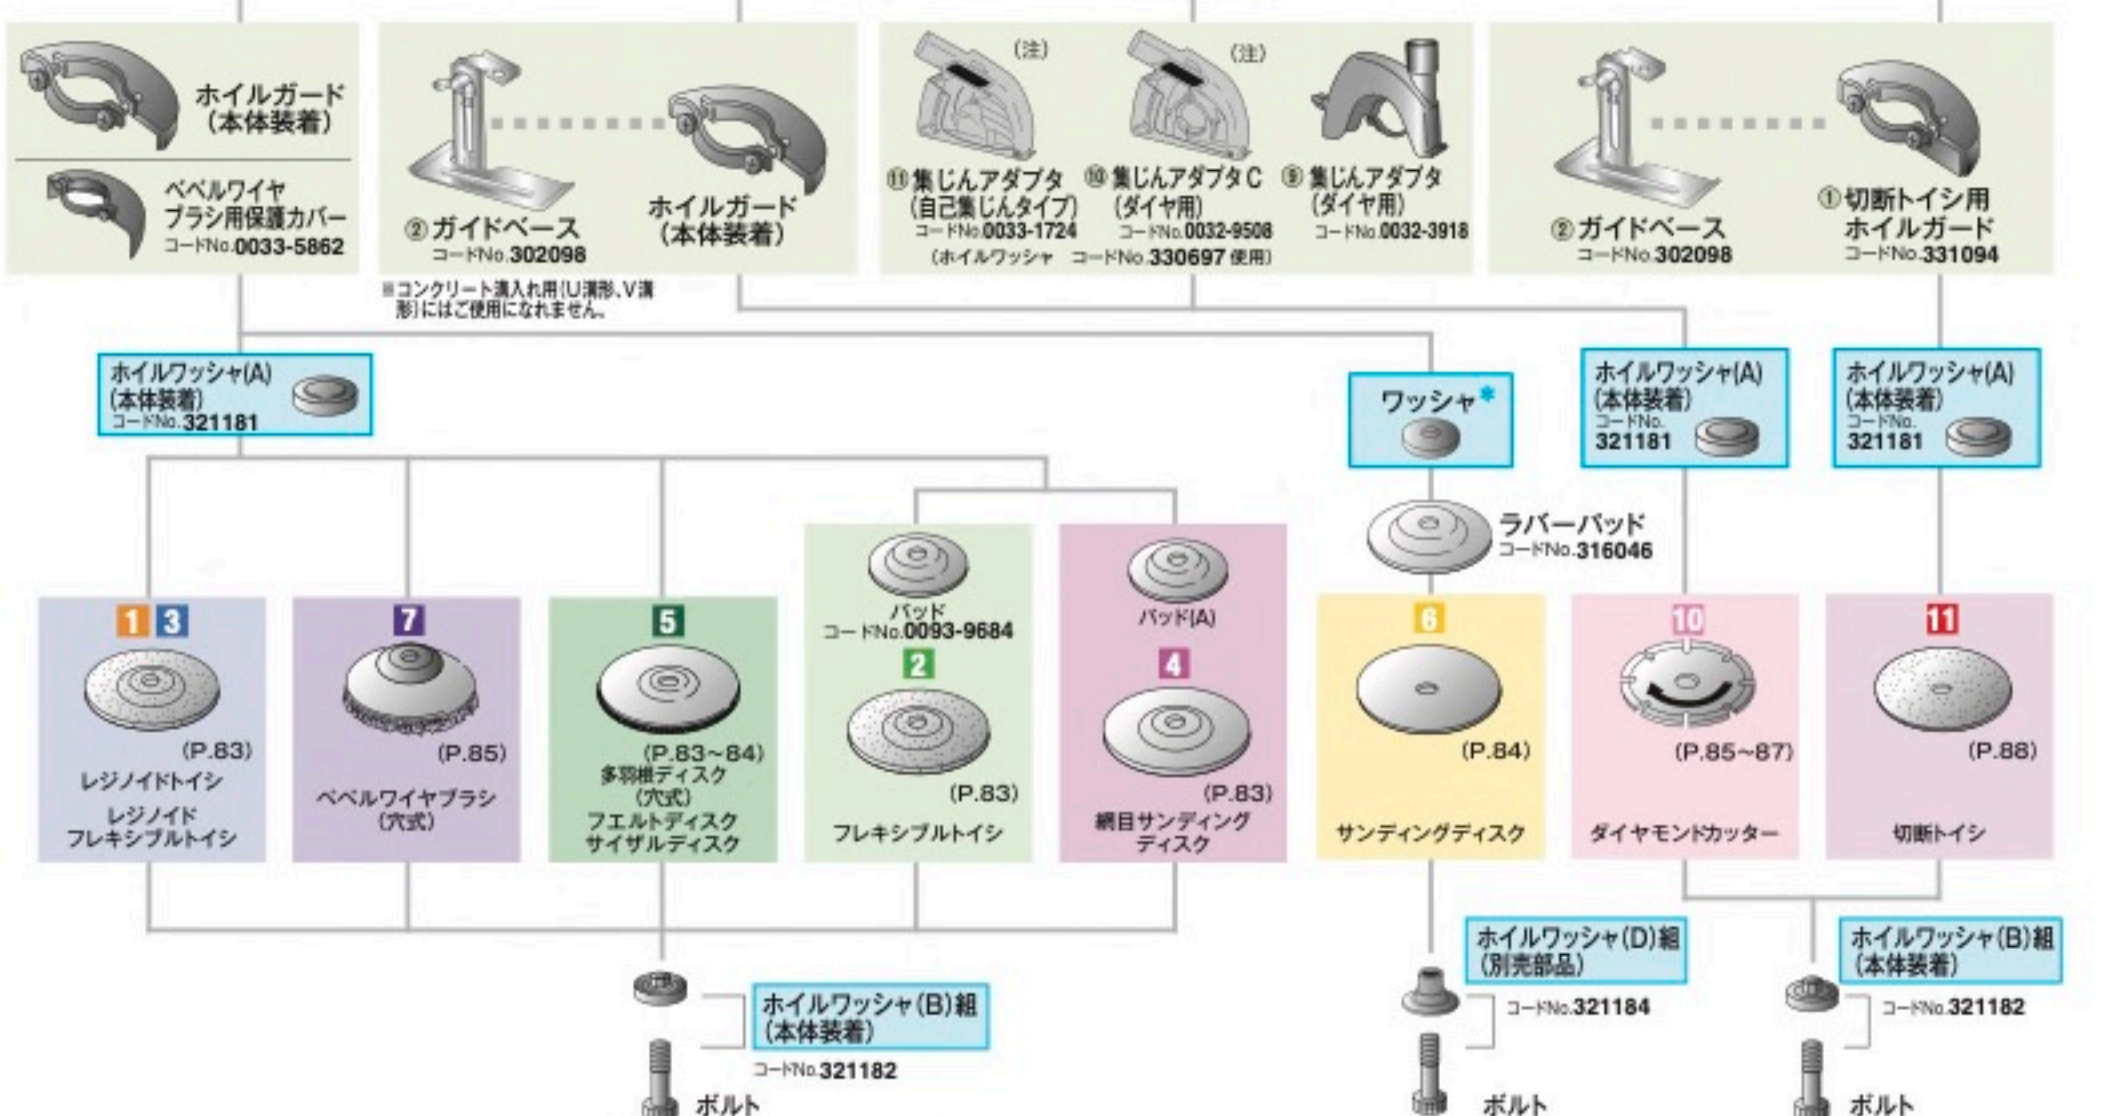 ホイルガード
(本体装着)
ベベルワイヤ
ブラシ用保護カバー
コードNo.0033-5862
②ガイドベース
コードNo.302098
ホイルガード
(本体装着)
※コンクリート溝入れ用(U溝形、V溝
形)にはご使用になれません。
(注)
⑪集じんアダプタ
(自己集じんタイプ)
コードNo.0033-1724
(注)
⑩集じんアダプタC
(ダイヤ用)
コードNo.0032-9508
⑨集じんアダプタ
(ダイヤ用)
コードNo.0032-3918
(ホイルワッシャ コードNo.330697使用)
②ガイドベース
コードNo.302098
①切断トイシ用
ホイルガード
コードNo.331094
ホイルワッシャ(A)
(本体装着)
コードNo.321181
ワッシャ*
ホイルワッシャ(A)
(本体装着)
コードNo.
321181
ホイルワッシャ(A)
(本体装着)
コードNo.
321181
ラバーパッド
コードNo.316046
1 3
(P.83)
レジノイドトイシ
レジノイド
フレキシブルトイシ
7
(P.85)
ベベルワイヤブラシ
(穴式)
5
(P.83~84)
多羽根ディスク
(穴式)
フエルトディスク
サイザルディスク
パッド
コードNo.0093-9684
2
(P.83)
フレキシブルトイシ
パッド(A)
4
(P.83)
網目サンディング
ディスク
6
(P.84)
サンディングディスク
10
(P.85~87)
ダイヤモンドカッター
11
(P.88)
切断トイシ
ホイルワッシャ(B)組
(本体装着)
コードNo.321182
ボルト
ホイルワッシャ(D)組
(別売部品)
コードNo.321184
ボルト
ホイルワッシャ(B)組
(本体装着)
コードNo.321182
ボルト